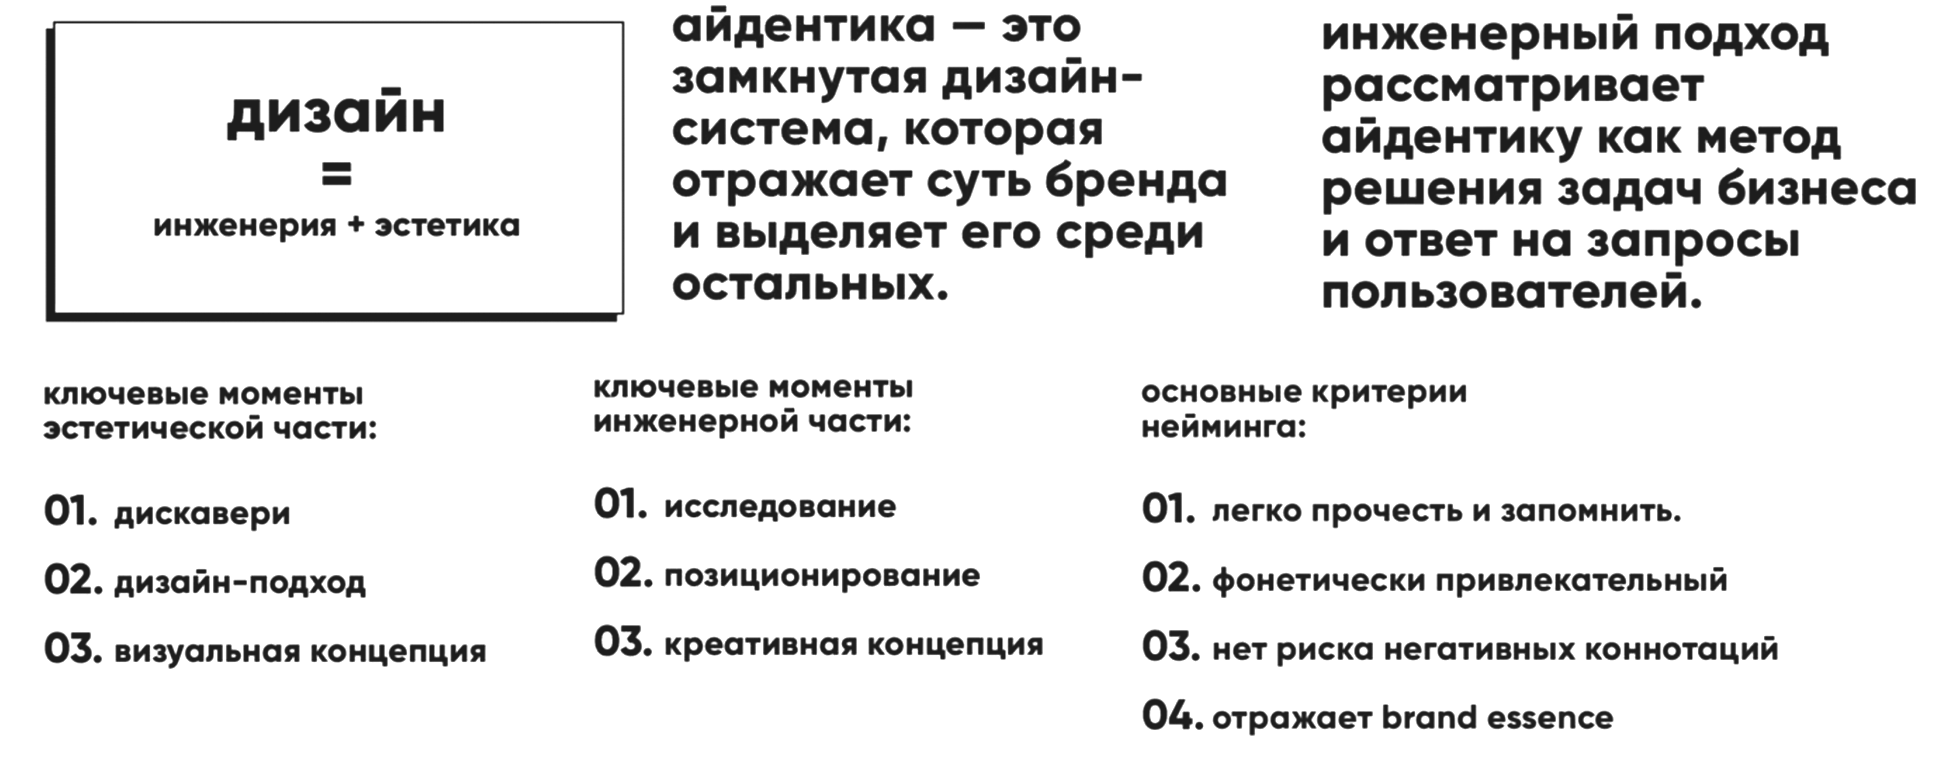 дизайн
=
инженерия + эстетика
айдентика — это
замкнутая дизайн-
система, которая
отражает суть бренда
и выделяет его среди
остальных.
инженерный подход
рассматривает
айдентику как метод
решения задач бизнеса
и ответ на запросы
пользователей.
ключевые моменты
эстетической части:
01. дискавери
02. дизайн-подход
03. визуальная концепция
ключевые моменты
инженерной части:
01. исследование
02. позиционирование
03. креативная концепция
основные критерии
нейминга:
01. легко прочесть и запомнить.
02. фонетически привлекательный
03. нет риска негативных коннотаций
04. отражает brand essence